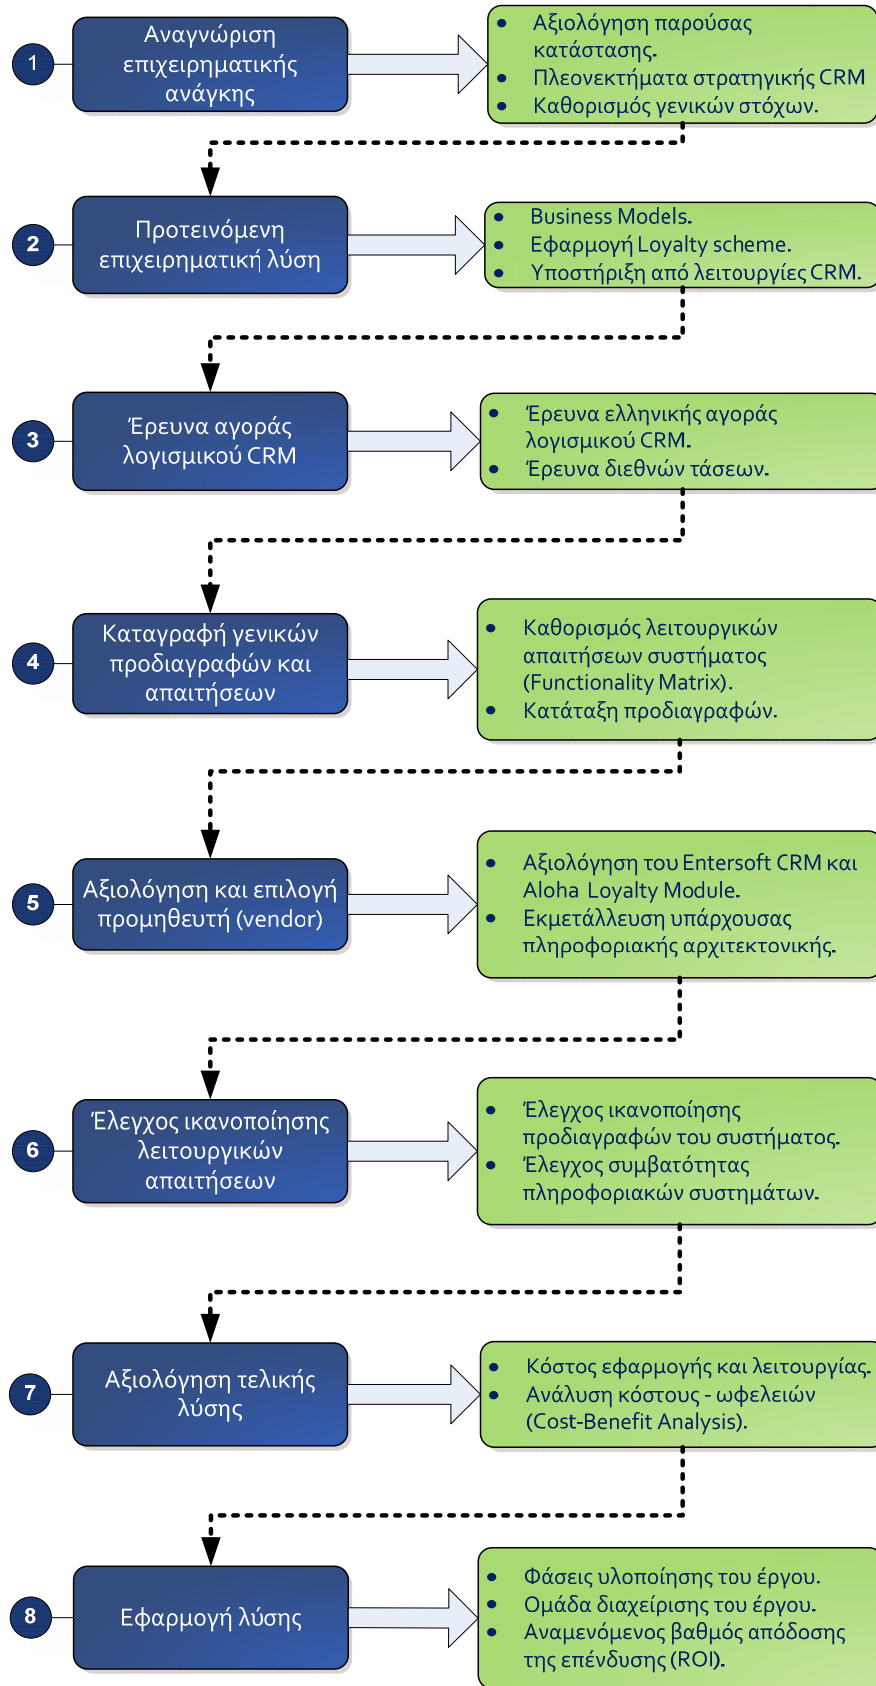 1
Αναγνώριση
επιχειρηματικής
ανάγκης
• Αξιολόγηση παρούσας
κατάστασης.
• Πλεονεκτήματα στρατηγικής CRM
• Καθορισμός γενικών στόχων.
2
Προτεινόμενη
επιχειρηματική λύση
• Business Models.
• Εφαρμογή Loyalty scheme.
• Υποστήριξη από λειτουργίες CRM.
3
Έρευνα αγοράς
λογισμικού CRM
• Έρευνα ελληνικής αγοράς
λογισμικού CRM.
• Έρευνα διεθνών τάσεων.
4
Καταγραφή γενικών
προδιαγραφών και
απαιτήσεων
• Καθορισμός λειτουργικών
απαιτήσεων συστήματος
(Functionality Matrix).
• Κατάταξη προδιαγραφών.
5
Αξιολόγηση και επιλογή
προμηθευτή (vendor)
• Αξιολόγηση του Entersoft CRM και
Aloha Loyalty Module.
• Εκμετάλλευση υπάρχουσας
πληροφοριακής αρχιτεκτονικής.
6
Έλεγχος ικανοποίησης
λειτουργικών
απαιτήσεων
• Έλεγχος ικανοποίησης
προδιαγραφών του συστήματος.
• Έλεγχος συμβατότητας
πληροφοριακών συστημάτων.
7
Αξιολόγηση τελικής
λύσης
• Κόστος εφαρμογής και λειτουργίας.
• Ανάλυση κόστους - ωφελειών
(Cost-Benefit Analysis).
8
Εφαρμογή λύσης
• Φάσεις υλοποίησης του έργου.
• Ομάδα διαχείρισης του έργου.
• Αναμενόμενος βαθμός απόδοσης
της επένδυσης (ROI).